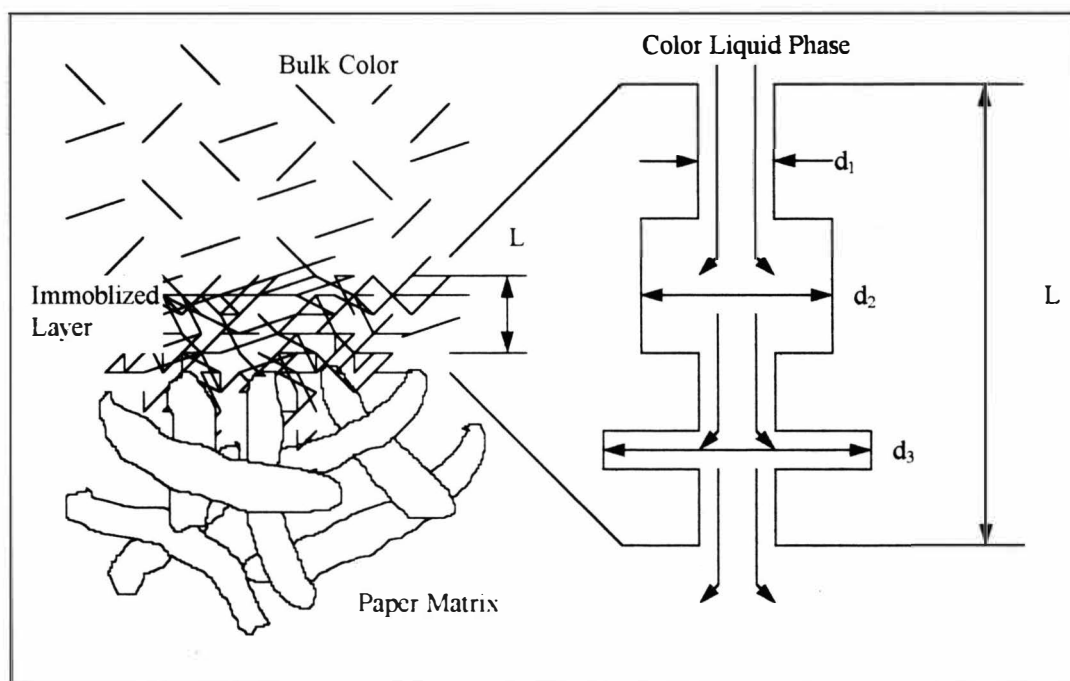 Color Liquid Phase
Bulk Color
d₁
L
Immoblized
Layer
d₂
L
d₃
Paper Matrix